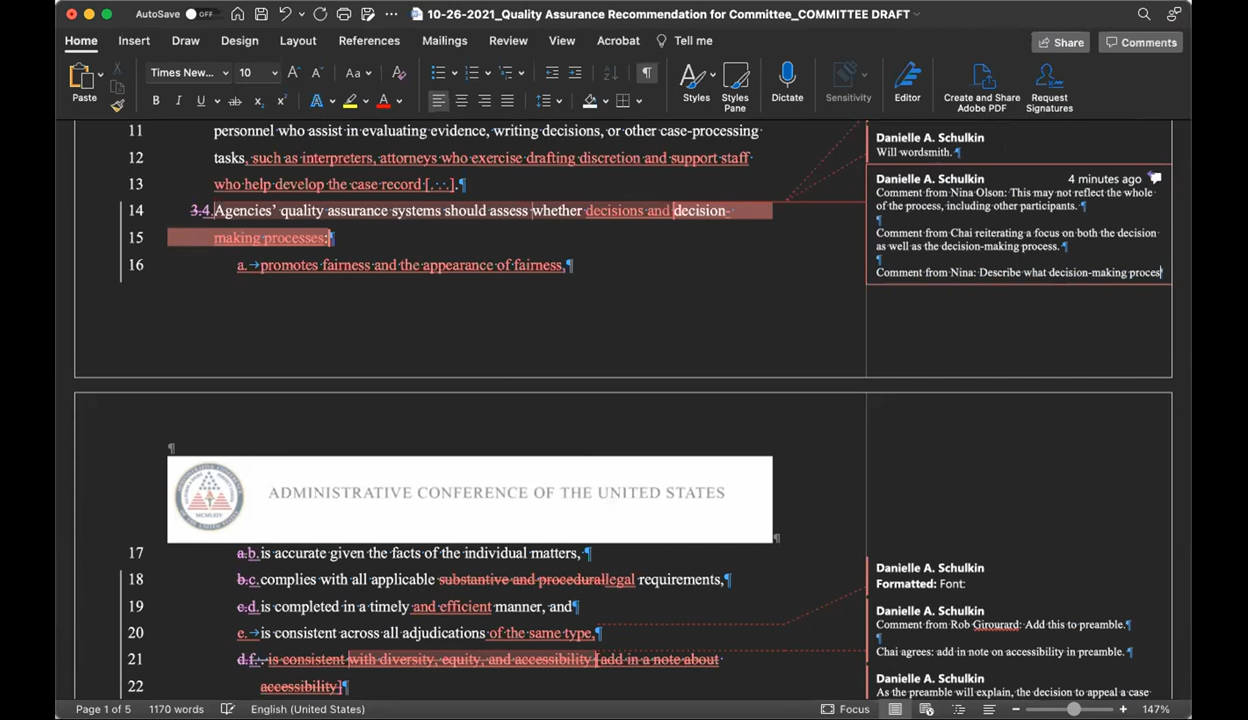 AutoSave OFF 10-26-2021_Quality Assurance Recommendation for Committee_COMMITTEE DRAFT
Home Insert Draw Design Layout References Mailings Review View Acrobat Tell me Share Comments
Paste Times New... 10 Aa Styles Styles Pane Dictate Sensitivity Editor Create and Share Adobe PDF Request Signatures
11 personnel who assist in evaluating evidence, writing decisions, or other case-processing
12 tasks, such as interpreters, attorneys who exercise drafting discretion and support staff
13 who help develop the case record [. . .].¶
14 3.4. Agencies' quality assurance systems should assess whether decisions and decision-
15 making processes:¶
16 a. → promotes fairness and the appearance of fairness,¶
Danielle A. Schulkin
Will wordsmith.¶
Danielle A. Schulkin 4 minutes ago
Comment from Nina Olson: This may not reflect the whole
of the process, including other participants.¶
¶
Comment from Chai reiterating a focus on both the decision
as well as the decision-making process.¶
¶
Comment from Nina: Describe what decision-making proces
¶
ADMINISTRATIVE CONFERENCE OF THE UNITED STATES
¶
17 a.b. is accurate given the facts of the individual matters,¶
18 b.c. complies with all applicable substantive and procedurallegal requirements,¶
19 c.d. is completed in a timely and efficient manner, and¶
20 e. → is consistent across all adjudications of the same type,¶
21 d.f. . is consistent with diversity, equity, and accessibility [add in a note about
22 accessibility]¶
Danielle A. Schulkin
Formatted: Font:
Danielle A. Schulkin
Comment from Rob Girouard: Add this to preamble.¶
¶
Chai agrees: add in note on accessibility in preamble.¶
Danielle A. Schulkin
As the preamble will explain, the decision to appeal a case
Page 1 of 5 1170 words English (United States) Focus 147%